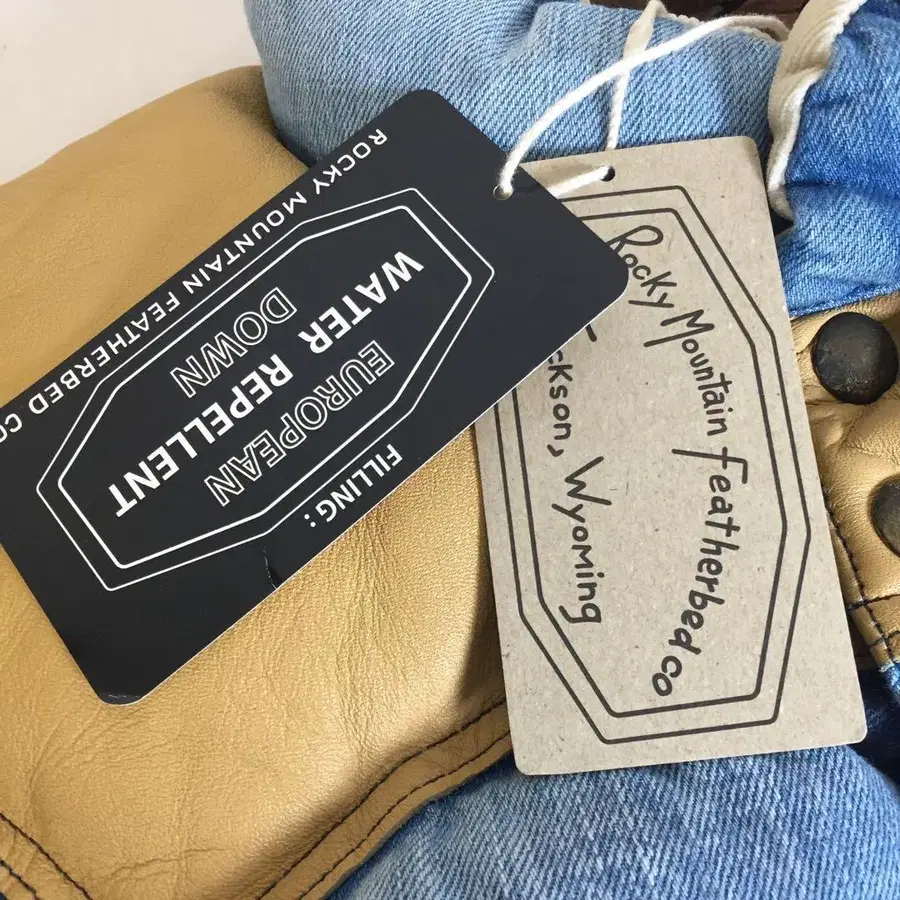 FILLING:
EUROPEAN
WATER REPELLENT
DOWN
ROCKY MOUNTAIN FEATHERBED CO
Rocky Mountain Featherbed Co
ckson, Wyoming